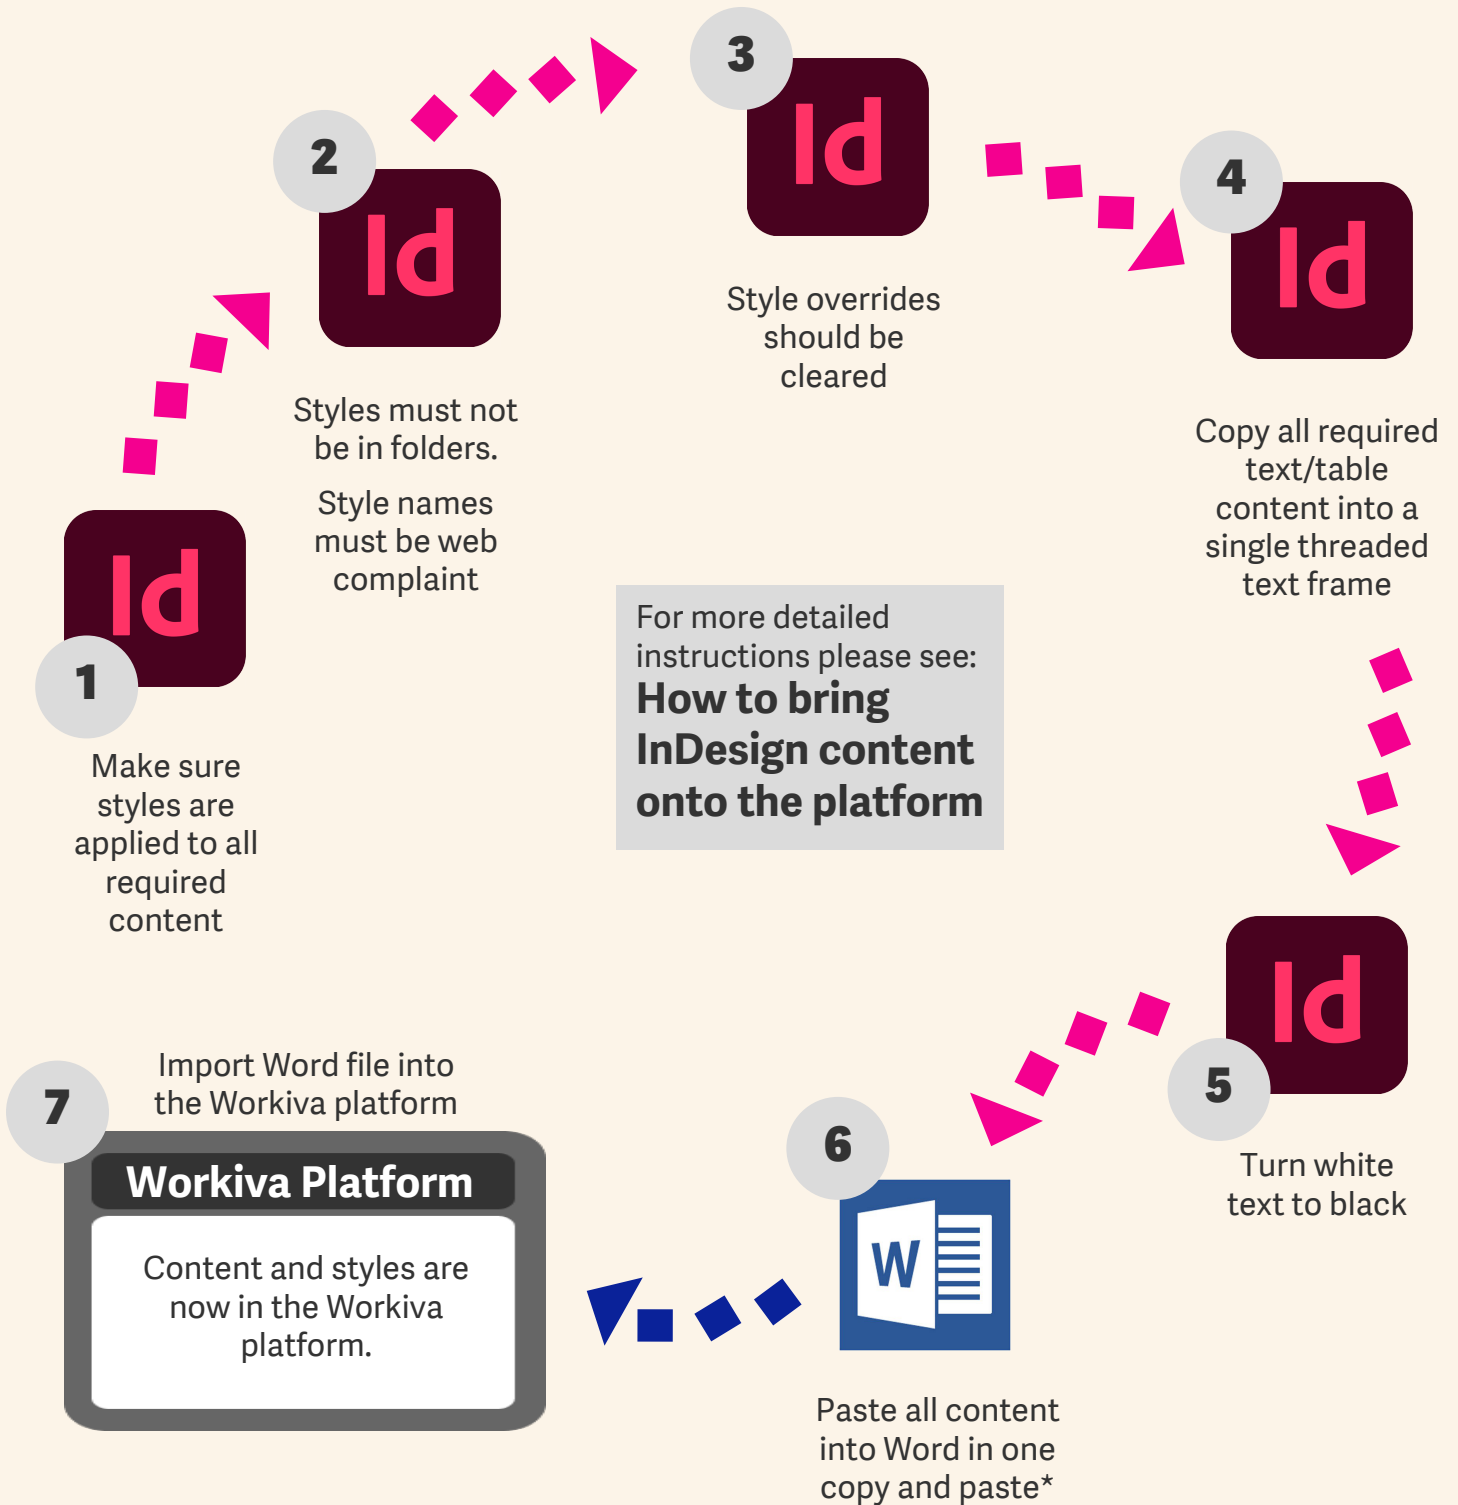 1
Id
Make sure
styles are
applied to all
required
content
2
Id
Styles must not
be in folders.
Style names
must be web
complaint
3
Id
Style overrides
should be
cleared
4
Id
Copy all required
text/table
content into a
single threaded
text frame
For more detailed
instructions please see:
How to bring
InDesign content
onto the platform
5
Id
Turn white
text to black
6
W
Paste all content
into Word in one
copy and paste*
7
Import Word file into
the Workiva platform
Workiva Platform
Content and styles are
now in the Workiva
platform.